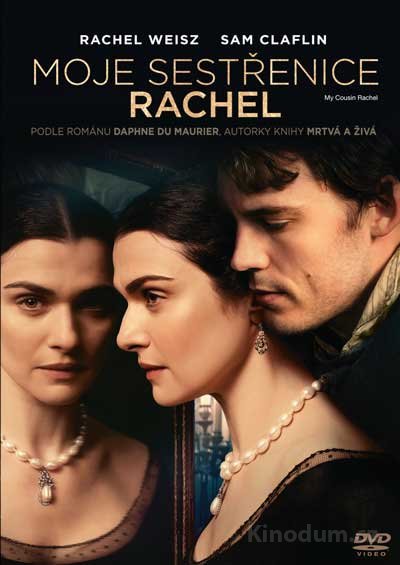 RACHEL WEISZ SAM CLAFLIN
MOJE SESTŘENICE
RACHEL
My Cousin Rachel
PODLE ROMÁNU DAPHNE DU MAURIER, AUTORKY KNIHY MRTVÁ A ŽIVÁ
Kinodum.cz
DVD
VIDEO